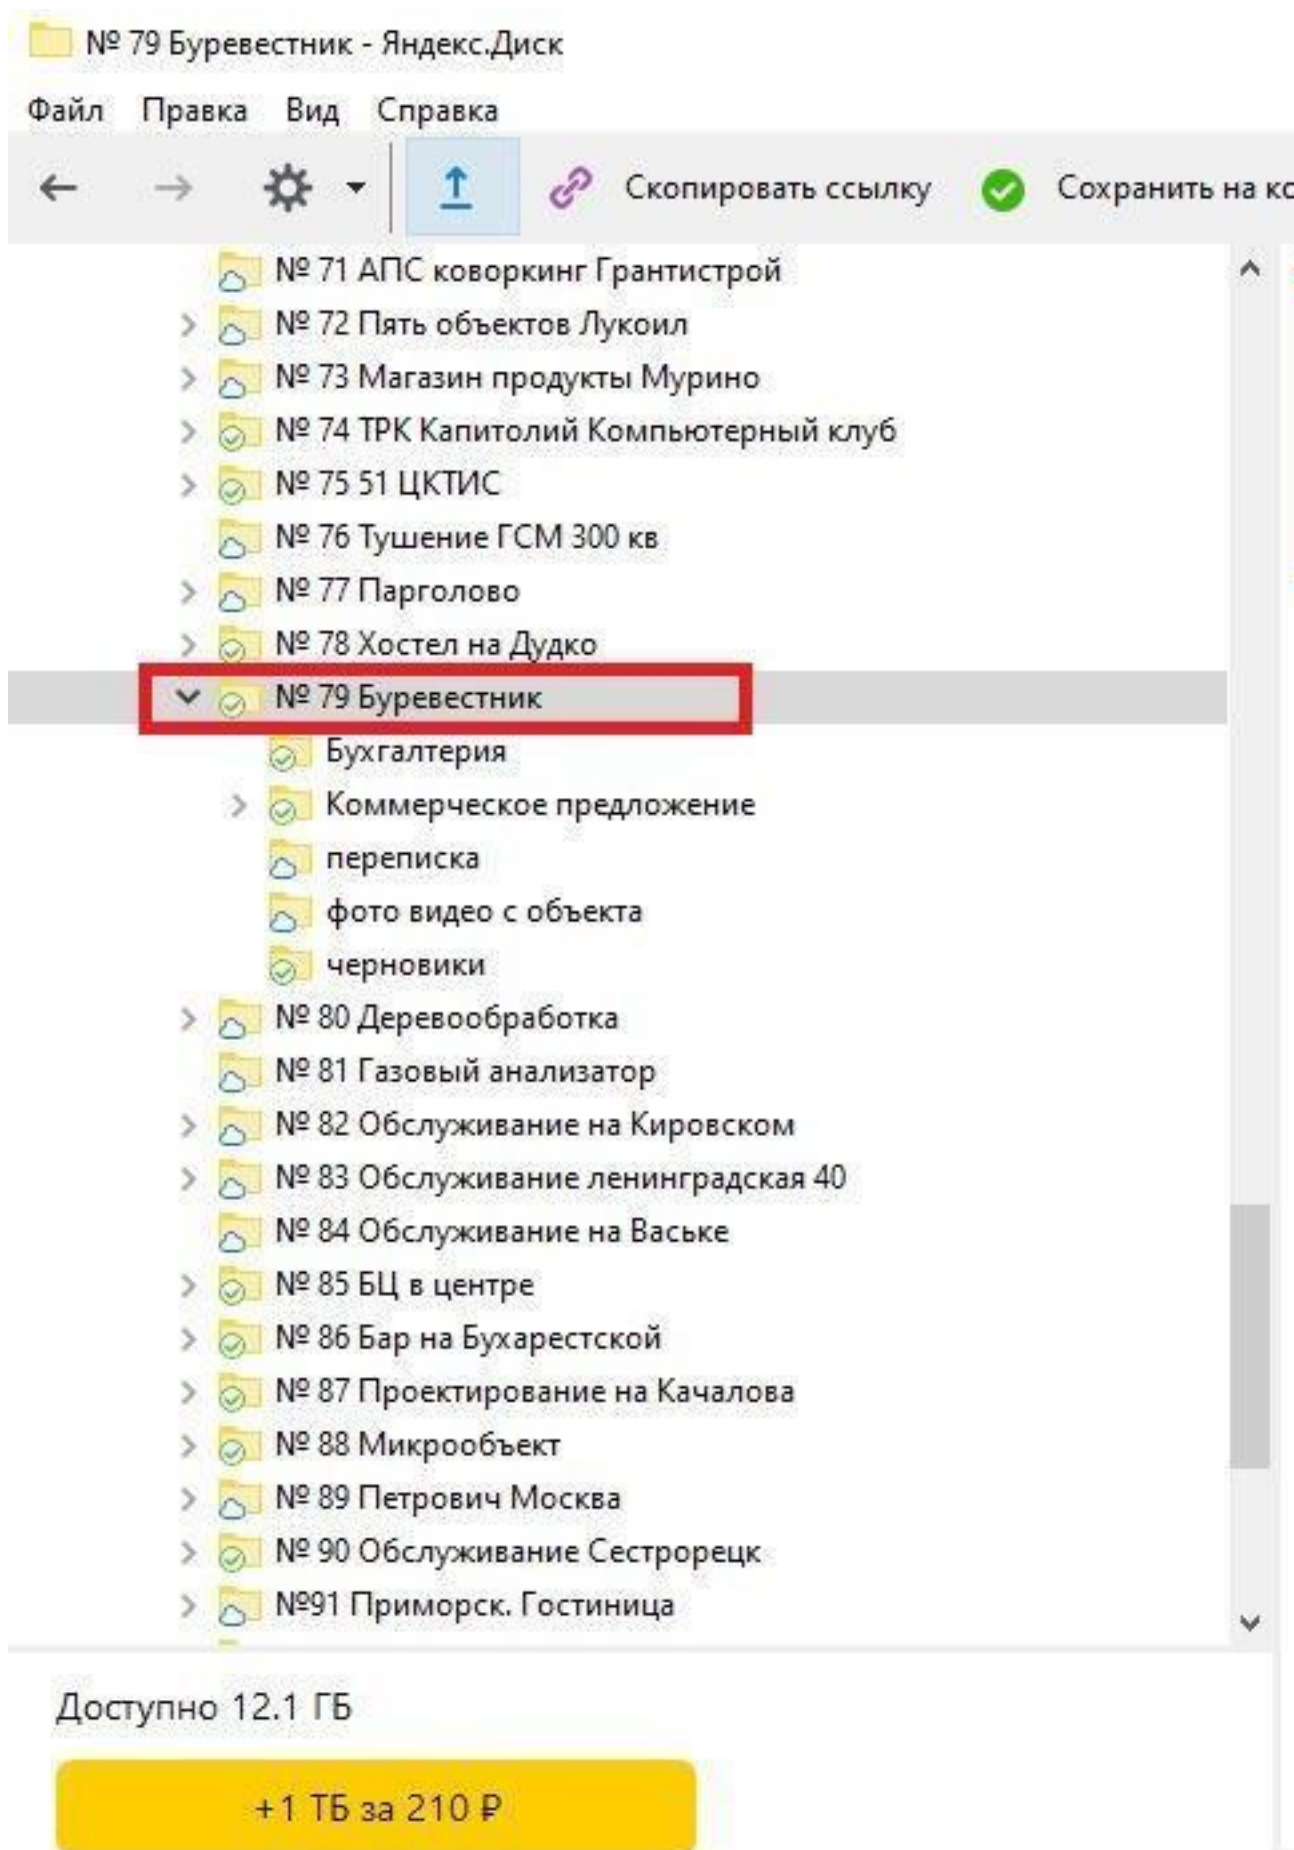 № 79 Буревестник - Яндекс.Диск
Файл Правка Вид Справка
Скопировать ссылку Сохранить на ко
№ 71 АПС коворкинг Грантистрой
№ 72 Пять объектов Лукоил
№ 73 Магазин продукты Мурино
№ 74 ТРК Капитолий Компьютерный клуб
№ 75 51 ЦКТИС
№ 76 Тушение ГСМ 300 кв
№ 77 Парголово
№ 78 Хостел на Дудко
№ 79 Буревестник
Бухгалтерия
Коммерческое предложение
переписка
фото видео с объекта
черновики
№ 80 Деревообработка
№ 81 Газовый анализатор
№ 82 Обслуживание на Кировском
№ 83 Обслуживание ленинградская 40
№ 84 Обслуживание на Ваське
№ 85 БЦ в центре
№ 86 Бар на Бухарестской
№ 87 Проектирование на Качалова
№ 88 Микрообъект
№ 89 Петрович Москва
№ 90 Обслуживание Сестрорецк
№91 Приморск. Гостиница
Доступно 12.1 ГБ
+1 ТБ за 210 ₽